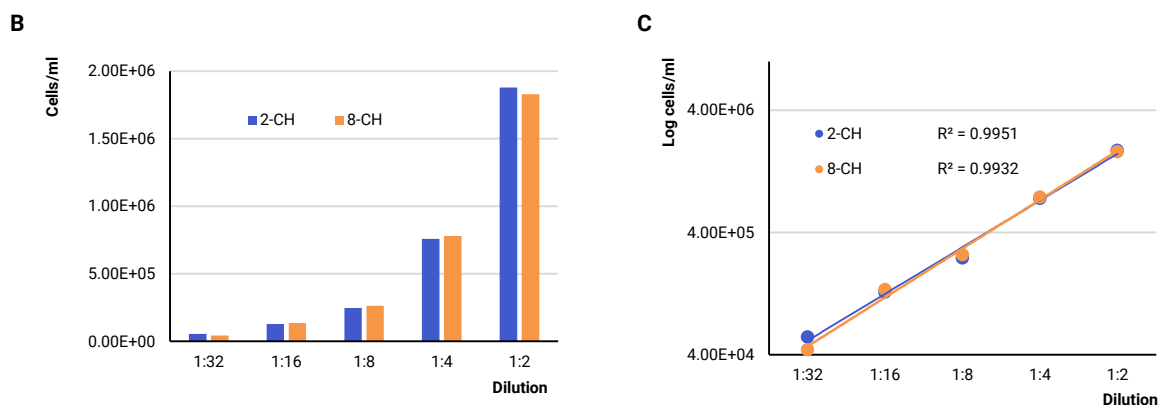 B
Cells/ml
2.00E+06
1.50E+06
1.00E+06
5.00E+05
0.00E+00
2-CH 8-CH
1:32 1:16 1:8 1:4 1:2
Dilution
C
Log cells/ml
4.00E+06
4.00E+05
4.00E+04
2-CH R² = 0.9951
8-CH R² = 0.9932
1:32 1:16 1:8 1:4 1:2
Dilution